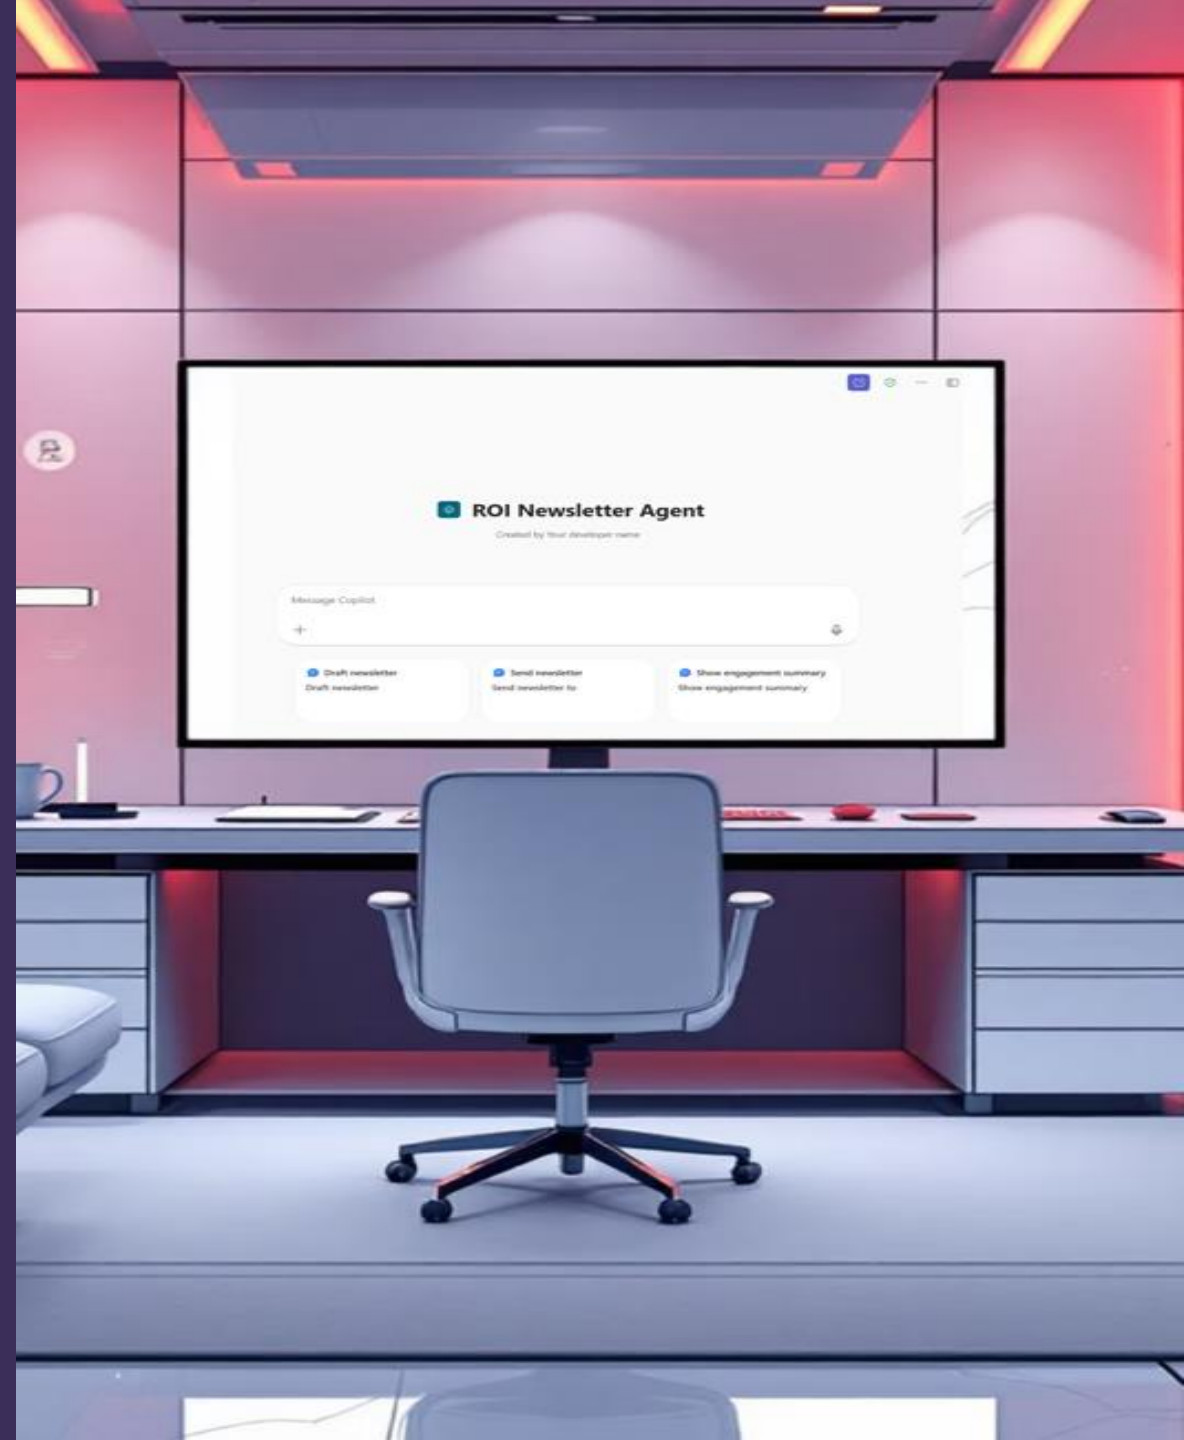 ROI Newsletter Agent
Created by Your developer name
Message Copilot
Draft newsletter
Draft newsletter
Send newsletter
Send newsletter to
Show engagement summary
Show engagement summary